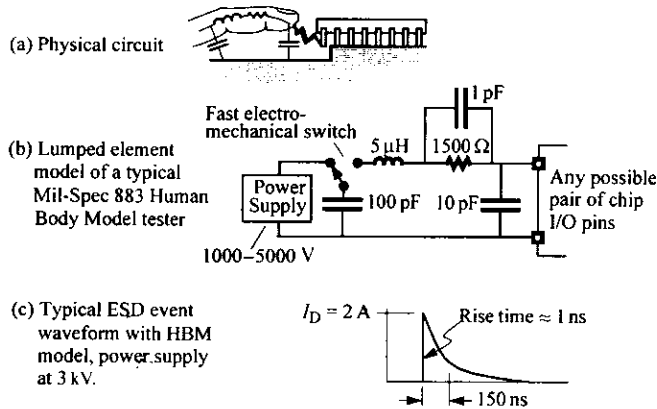 (a) Physical circuit
Fast electro-
mechanical switch
1 pF
5 µH
1500 Ω
(b) Lumped element
model of a typical
Mil-Spec 883 Human
Body Model tester
Power
Supply
100 pF
10 pF
Any possible
pair of chip
I/O pins
1000–5000 V
(c) Typical ESD event
waveform with HBM
model, power supply
at 3 kV.
I_D = 2 A
Rise time ≈ 1 ns
150 ns